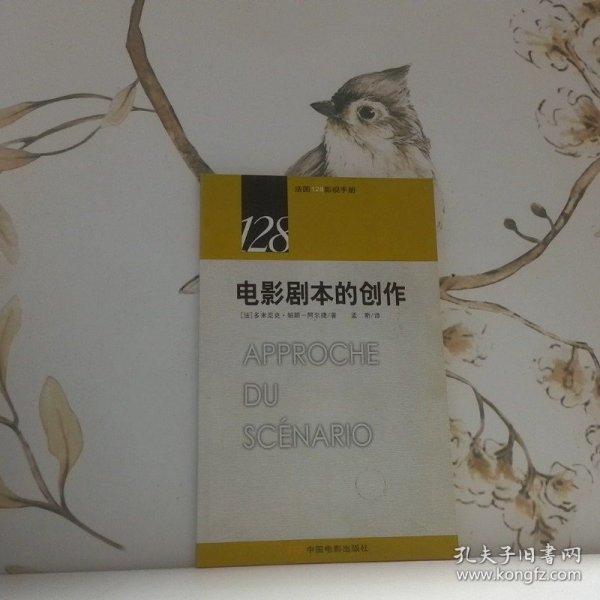 法国128影视手册
128
电影剧本的创作
[法]多米尼克·帕朗-阿尔捷/著 孟斯/译
APPROCHE
DU
SCÉNARIO
中国电影出版社
孔夫子旧书网
www.kongfz.com